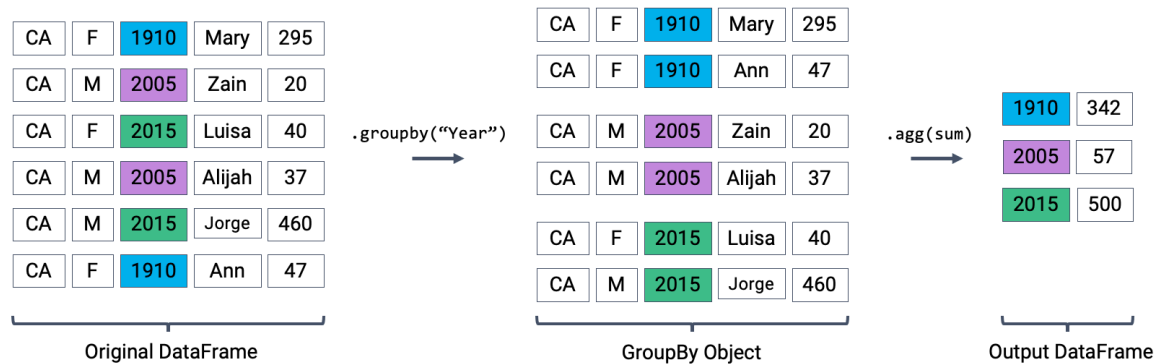 CA F 1910 Mary 295
CA M 2005 Zain 20
CA F 2015 Luisa 40
CA M 2005 Alijah 37
CA M 2015 Jorge 460
CA F 1910 Ann 47
Original DataFrame
.groupby(“Year”)
CA F 1910 Mary 295
CA F 1910 Ann 47
CA M 2005 Zain 20
CA M 2005 Alijah 37
CA F 2015 Luisa 40
CA M 2015 Jorge 460
GroupBy Object
.agg(sum)
1910 342
2005 57
2015 500
Output DataFrame